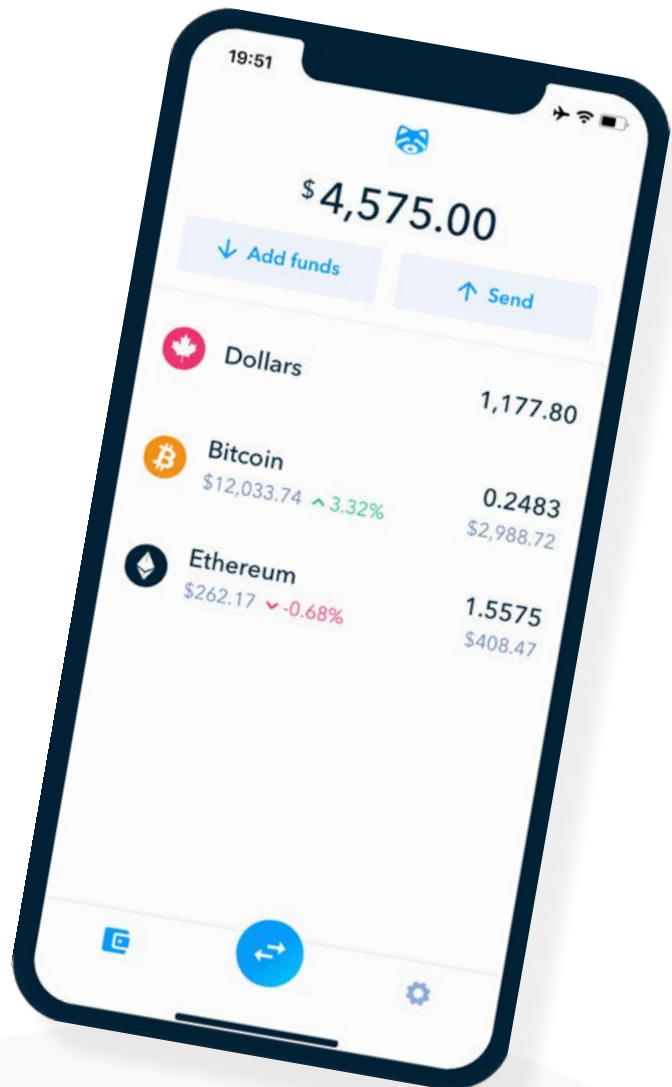 19:51
$4,575.00
Add funds
Send
Dollars
1,177.80
Bitcoin
0.2483
$12,033.74 3.32%
$2,988.72
Ethereum
1.5575
$262.17 -0.68%
$408.47